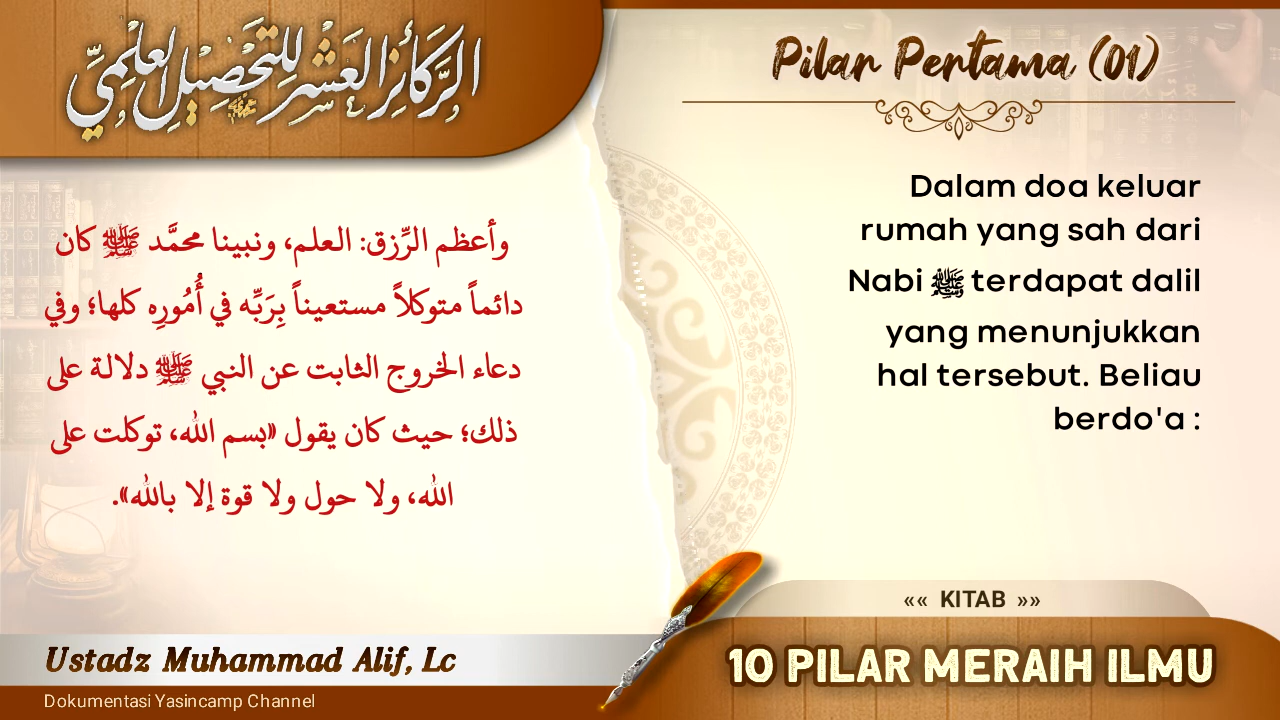 الركائز العشر للتحصيل العلمي
Pilar Pertama (01)
وأعظم الرِّزق: العلم، ونبينا محمَّد ﷺ كان
دائماً متوكلاً مستعيناً بِرَبِّه في أُمُورِه كلها؛ وفي
دعاء الخروج الثابت عن النبي ﷺ دلالة على
ذلك؛ حيث كان يقول «بسم الله، توكلت على
الله، ولا حول ولا قوة إلا بالله».
Dalam doa keluar
rumah yang sah dari
Nabi ﷺ terdapat dalil
yang menunjukkan
hal tersebut. Beliau
berdo'a :
«« KITAB »»
10 PILAR MERAIH ILMU
Ustadz Muhammad Alif, Lc
Dokumentasi Yasincamp Channel